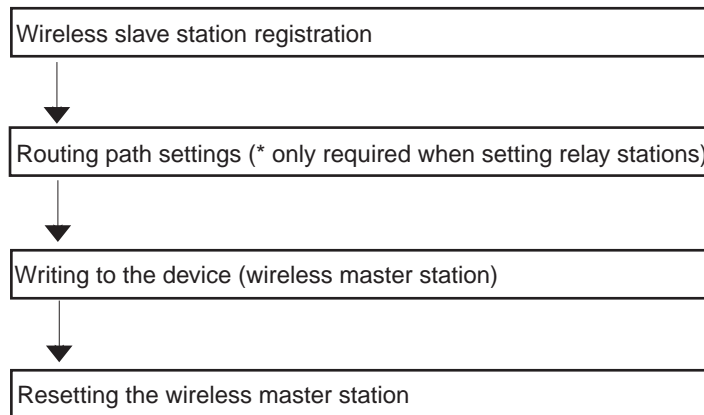 Wireless slave station registration
Routing path settings (* only required when setting relay stations)
Writing to the device (wireless master station)
Resetting the wireless master station